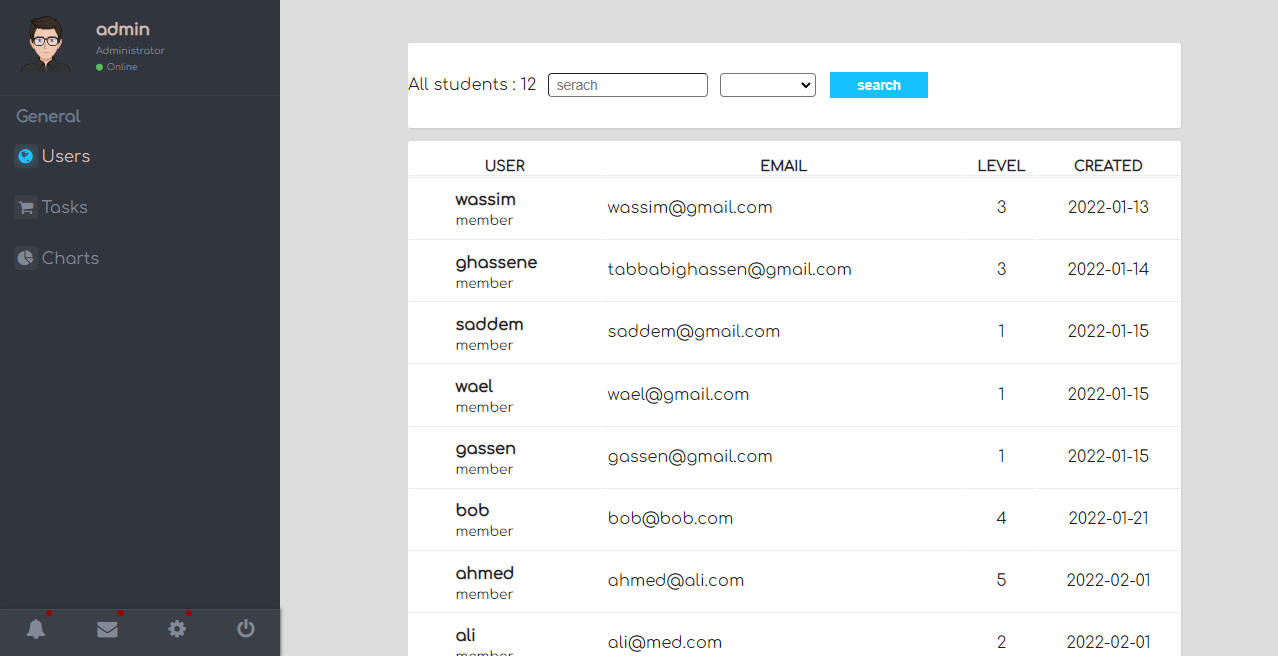 admin
Administrator
Online
General
Users
Tasks
Charts
All students : 12 serach search
USER EMAIL LEVEL CREATED
wassim
member
wassim@gmail.com 3 2022-01-13
ghassene
member
tabbabighassen@gmail.com 3 2022-01-14
saddem
member
saddem@gmail.com 1 2022-01-15
wael
member
wael@gmail.com 1 2022-01-15
gassen
member
gassen@gmail.com 1 2022-01-15
bob
member
bob@bob.com 4 2022-01-21
ahmed
member
ahmed@ali.com 5 2022-02-01
ali
member
ali@med.com 2 2022-02-01